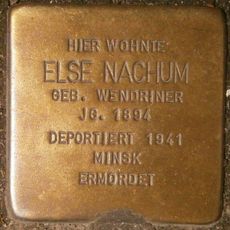 HIER WOHNTE
ELSE NACHUM
GEB. WENDRINER
JG. 1894
DEPORTIERT 1941
MINSK
ERMORDET